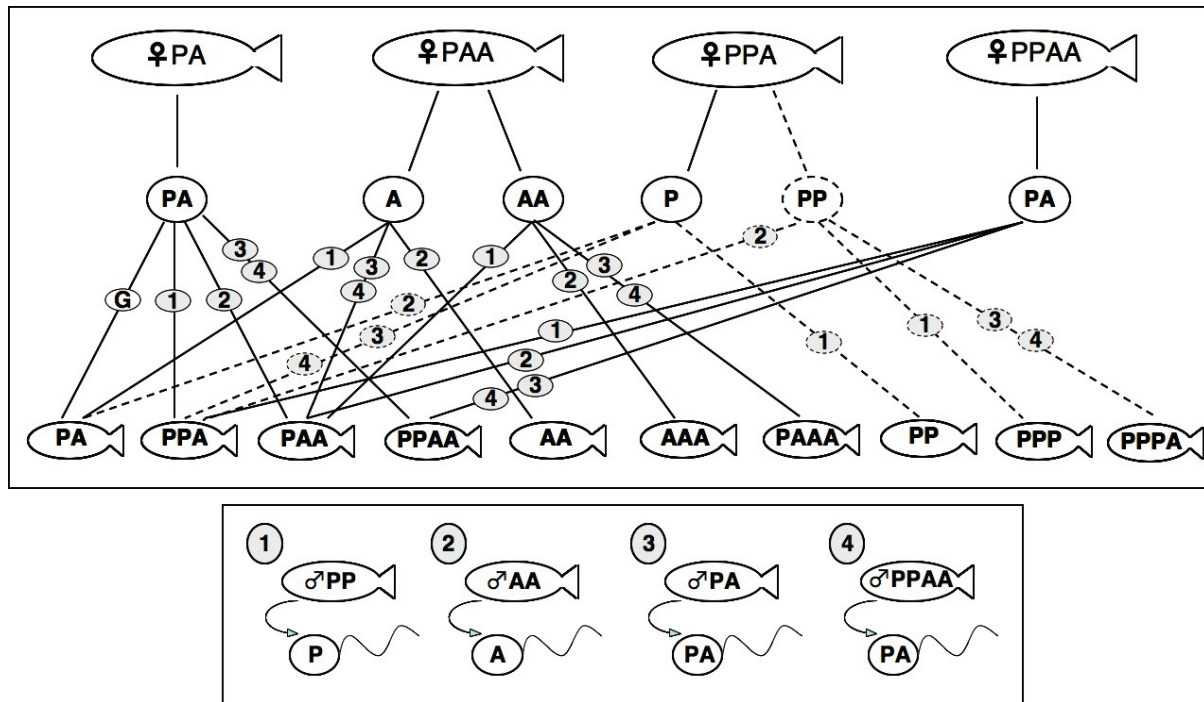 ♀PA ♀PAA ♀PPA ♀PPAA
PA A AA P PP PA
2
3 1 3 2 1 3
4 4 2 4
G 1 2 2 3 1
3 1 1 4
4 2
4 3
PA PPA PAA PPAA AA AAA PAAA PP PPP PPPA
1 2 3 4
♂PP ♂AA ♂PA ♂PPAA
P A PA PA